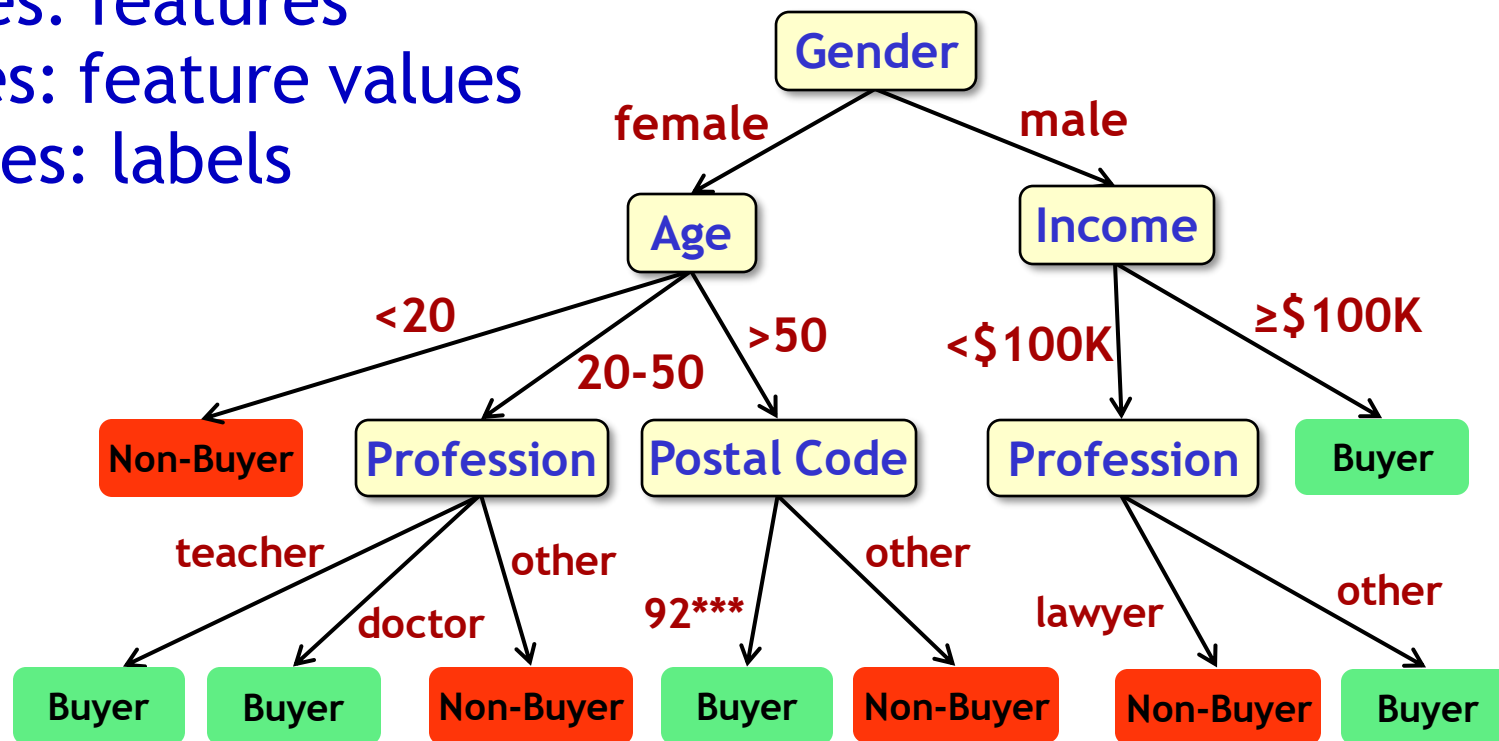 es: features
es: feature values
es: labels
Gender
female
male
Age
Income
<20
20-50
>50
<$100K
≥$100K
Non-Buyer
Profession
Postal Code
Profession
Buyer
teacher
doctor
other
92***
other
lawyer
other
Buyer
Buyer
Non-Buyer
Buyer
Non-Buyer
Non-Buyer
Buyer